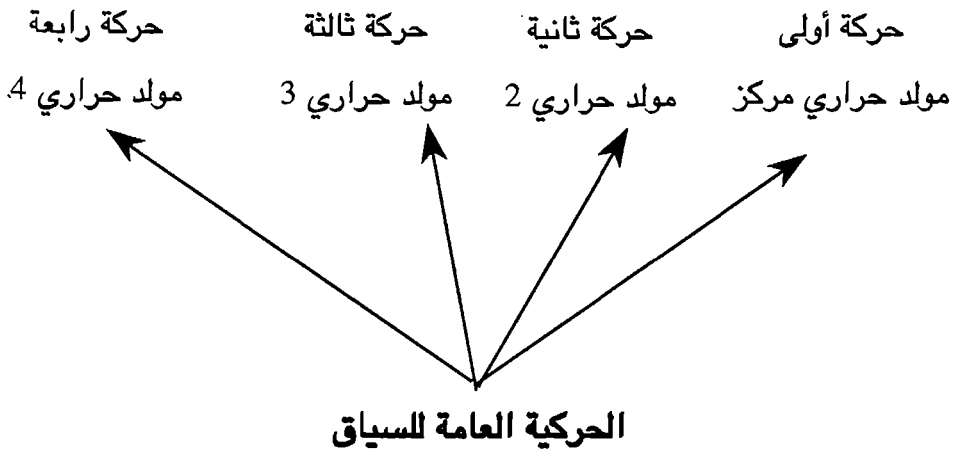 حركة أولى حركة ثانية حركة ثالثة حركة رابعة
مولد حراري مركز مولد حراري 2 مولد حراري 3 مولد حراري 4
الحركية العامة للسياق